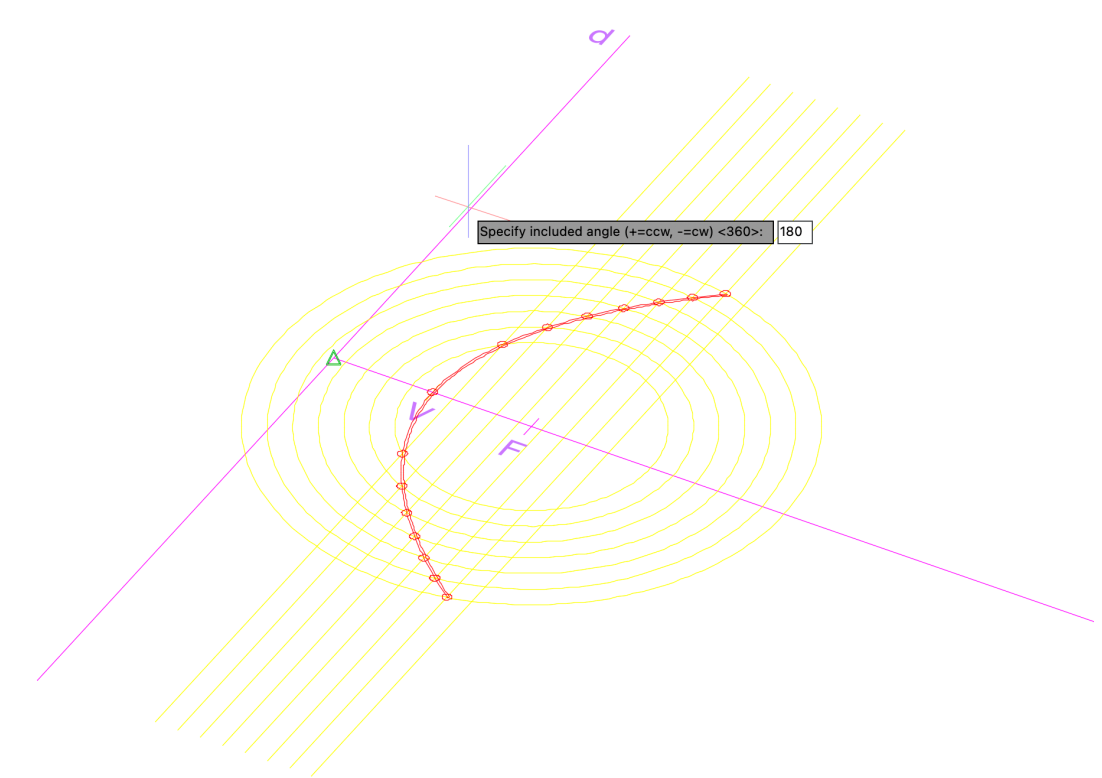 d
Specify included angle (+=ccw, -=cw) <360>: 180
V
F